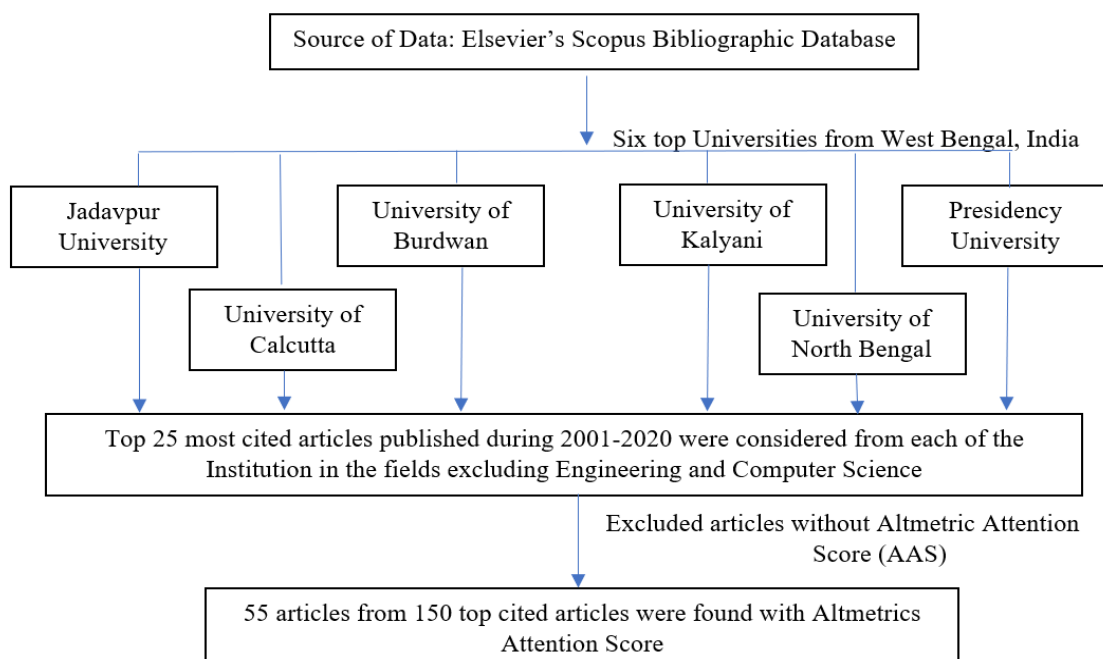 Source of Data: Elsevier’s Scopus Bibliographic Database
Six top Universities from West Bengal, India
Jadavpur
University
University of
Burdwan
University of
Kalyani
Presidency
University
University of
Calcutta
University of
North Bengal
Top 25 most cited articles published during 2001-2020 were considered from each of the
Institution in the fields excluding Engineering and Computer Science
Excluded articles without Altmetric Attention
Score (AAS)
55 articles from 150 top cited articles were found with Altmetrics
Attention Score